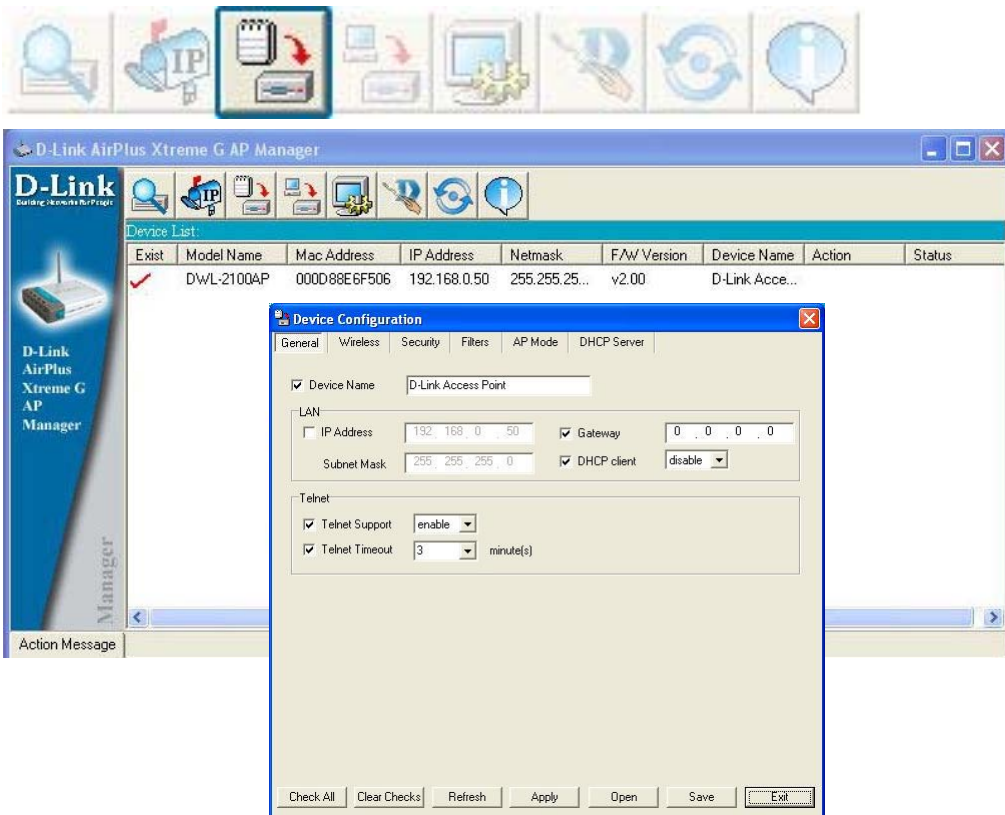 IP
D-Link AirPlus Xtreme G AP Manager
D-Link
Building Networks for People
IP
Device List:
Exist Model Name Mac Address IP Address Netmask F/W Version Device Name Action Status
DWL-2100AP 000D88E6F506 192.168.0.50 255.255.25... v2.00 D-Link Acce...
D-Link
AirPlus
Xtreme G
AP
Manager
Manager
Action Message
Device Configuration
General Wireless Security Filters AP Mode DHCP Server
Device Name D-Link Access Point
LAN
IP Address 192 . 168 . 0 . 50 Gateway 0 . 0 . 0 . 0
Subnet Mask 255 . 255 . 255 . 0 DHCP client disable
Telnet
Telnet Support enable
Telnet Timeout 3 minute(s)
Check All Clear Checks Refresh Apply Open Save Exit